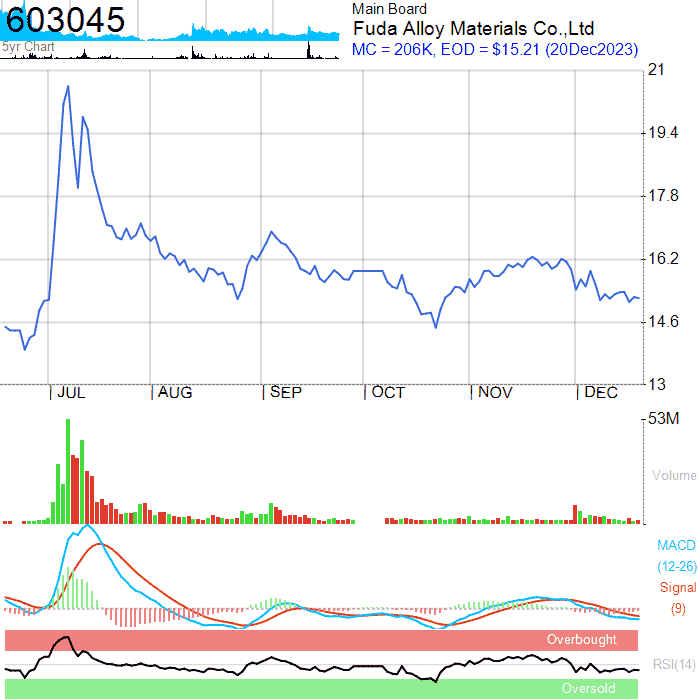 603045
5yr Chart
Main Board
Fuda Alloy Materials Co.,Ltd
MC = 206K, EOD = $15.21 (20Dec2023)
21
19.4
17.8
16.2
14.6
13
JUL AUG SEP OCT NOV DEC
53M
Volume
MACD
(12-26)
Signal
(9)
Overbought
RSI(14)
Oversold